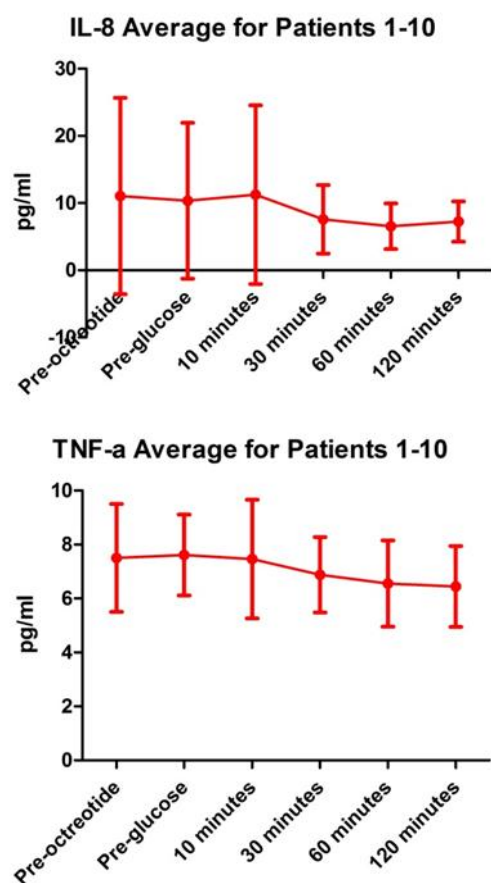 IL-8 Average for Patients 1-10
30
20
10
0
-10
pg/ml
Pre-octreotide
Pre-glucose
10 minutes
30 minutes
60 minutes
120 minutes
TNF-a Average for Patients 1-10
10
8
6
4
2
0
pg/ml
Pre-octreotide
Pre-glucose
10 minutes
30 minutes
60 minutes
120 minutes